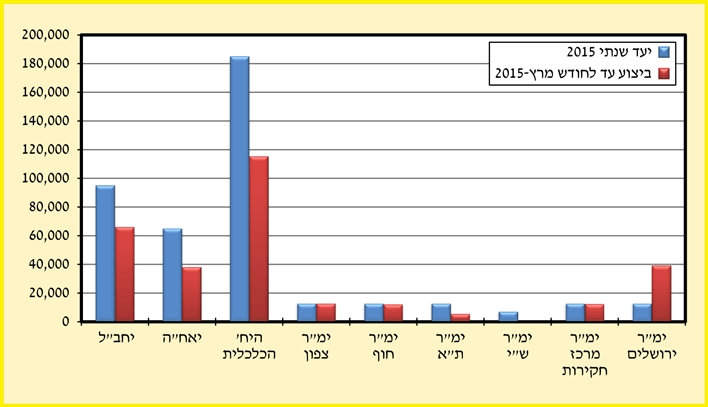 200,000
180,000
160,000
140,000
120,000
100,000
80,000
60,000
40,000
20,000
0
יעד שנתי 2015
ביצוע עד לחודש מרץ-2015
יחב"ל
יאח"ה
היח'
הכלכלית
ימ"ר
צפון
ימ"ר
חוף
ימ"ר
ת"א
ימ"ר
ש"י
ימ"ר
מרכז
חקירות
ימ"ר
ירושלים